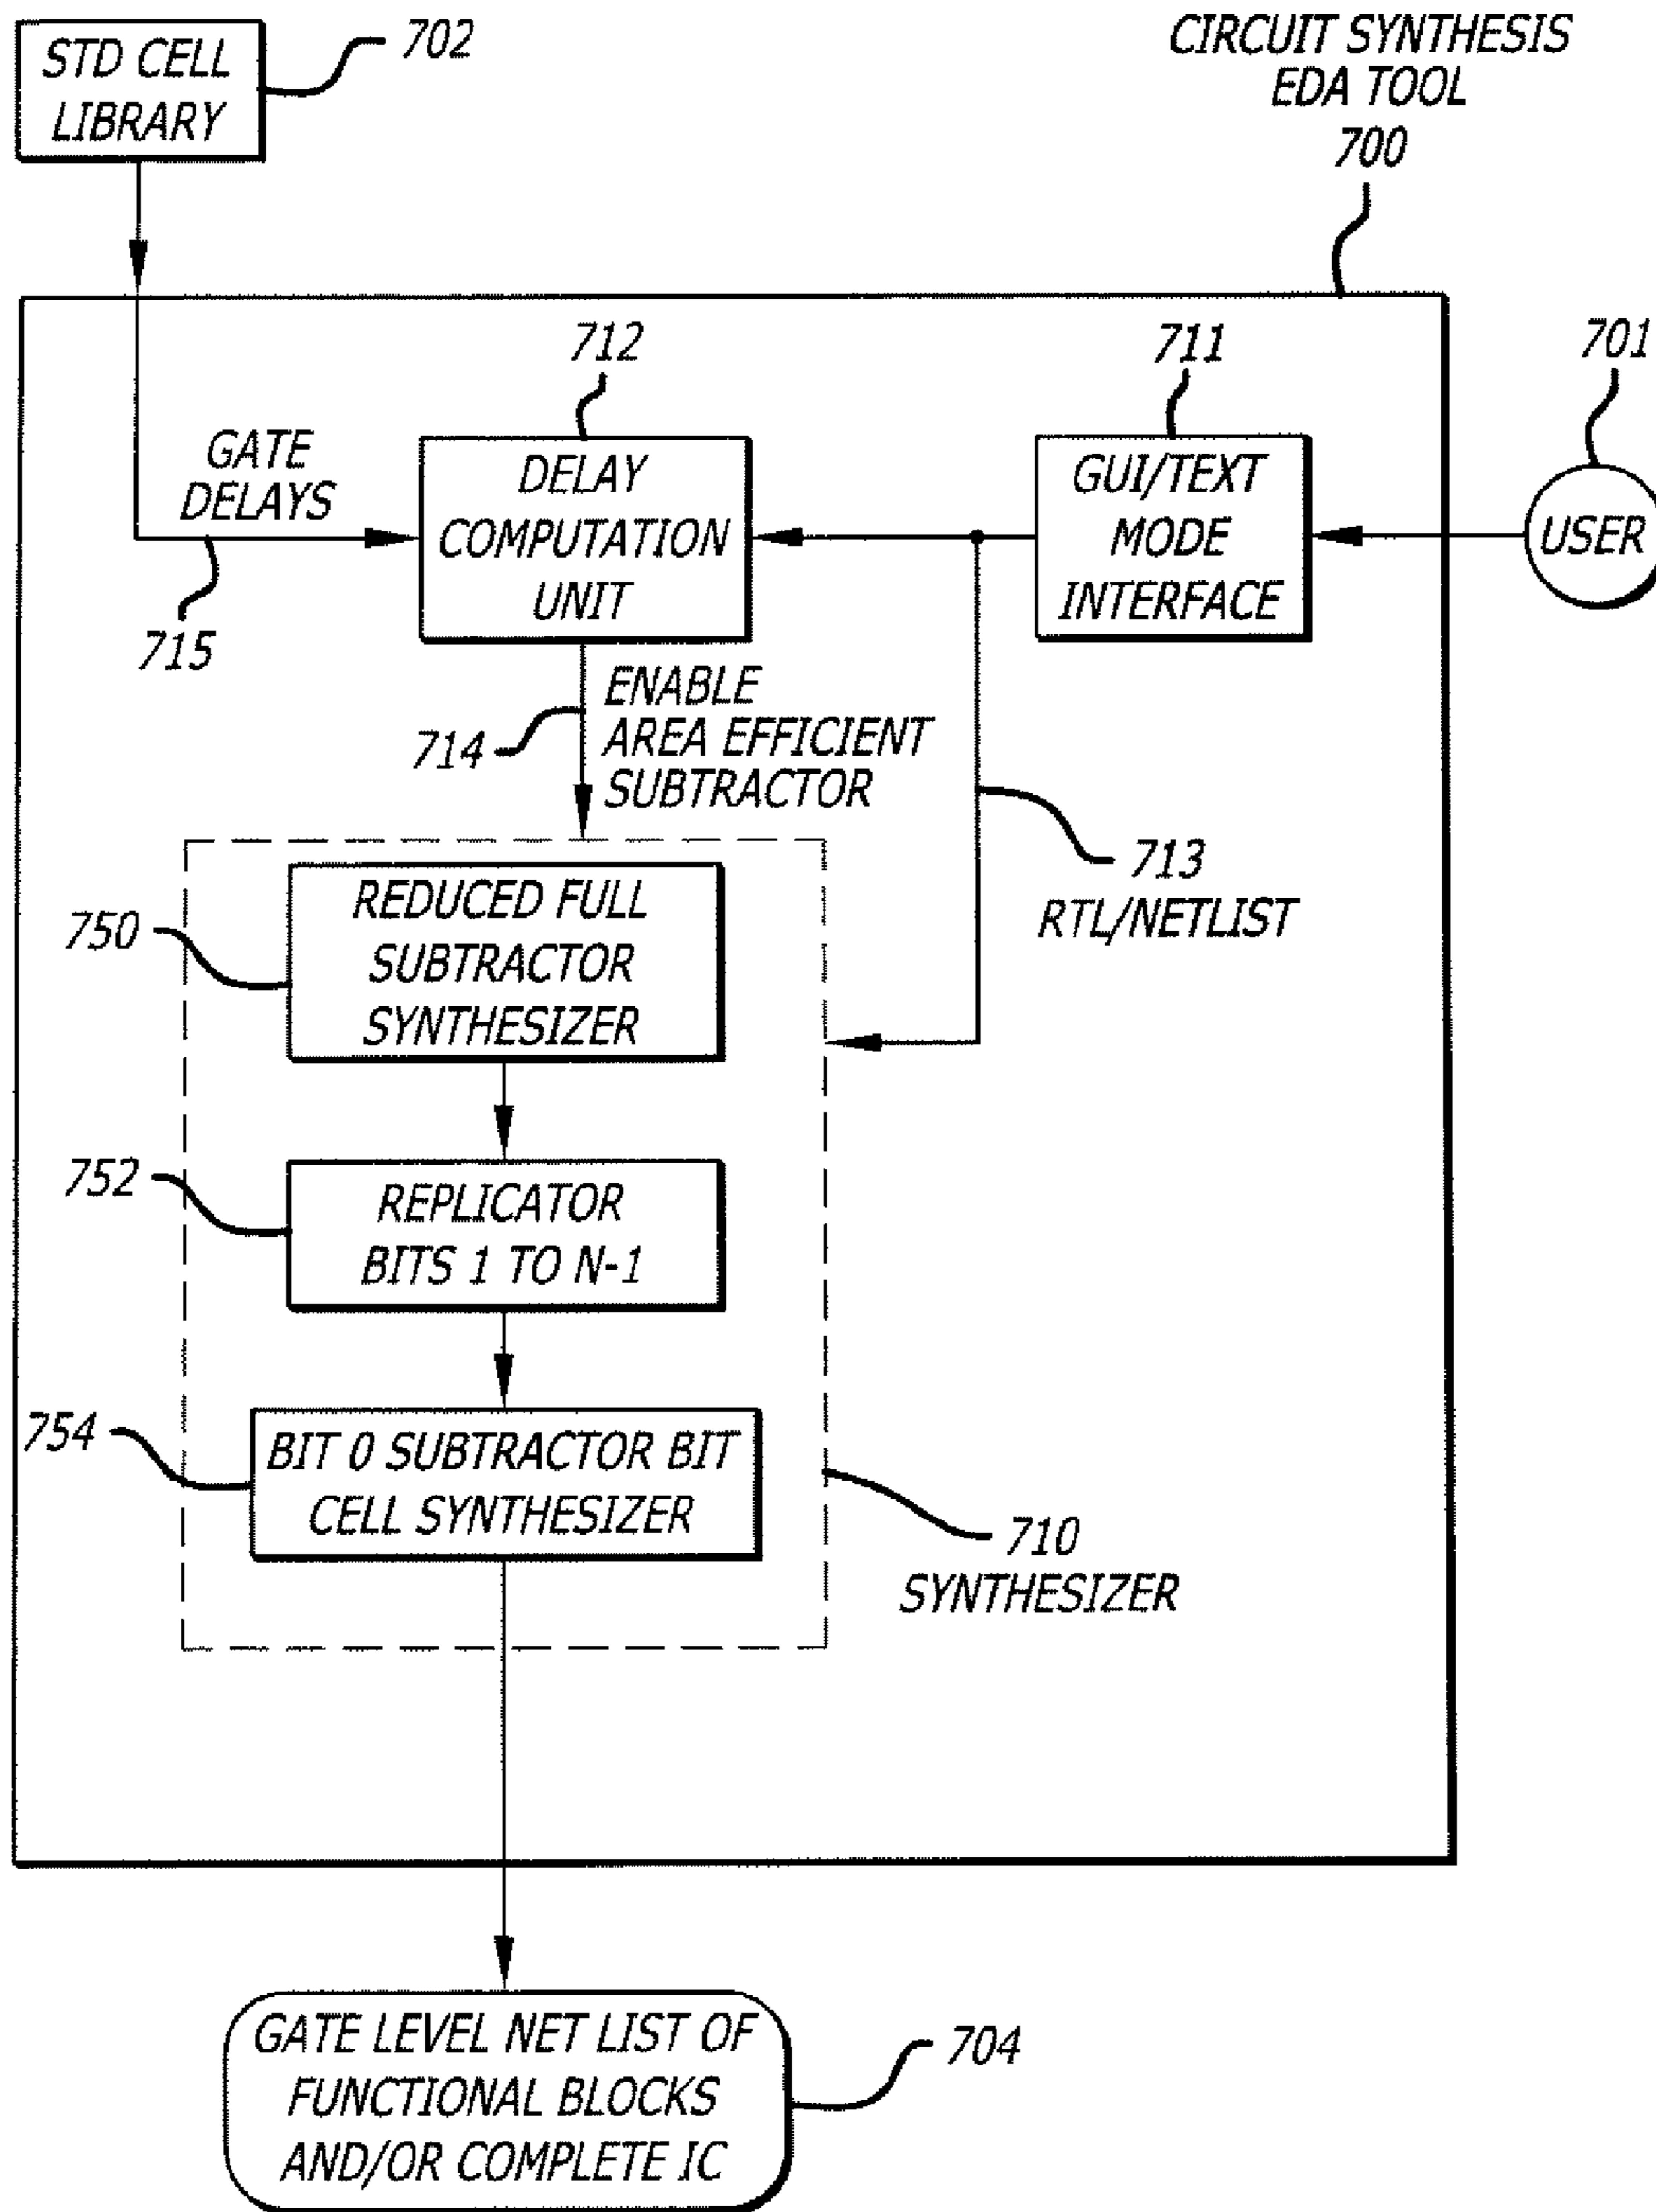 STD CELL
LIBRARY
702
CIRCUIT SYNTHESIS
EDA TOOL
700
712
711
701
GATE
DELAYS
715
DELAY
COMPUTATION
UNIT
GUI/TEXT
MODE
INTERFACE
USER
714
ENABLE
AREA EFFICIENT
SUBTRACTOR
713
RTL/NETLIST
750
REDUCED FULL
SUBTRACTOR
SYNTHESIZER
752
REPLICATOR
BITS 1 TO N-1
754
BIT 0 SUBTRACTOR BIT
CELL SYNTHESIZER
710
SYNTHESIZER
GATE LEVEL NET LIST OF
FUNCTIONAL BLOCKS
AND/OR COMPLETE IC
704